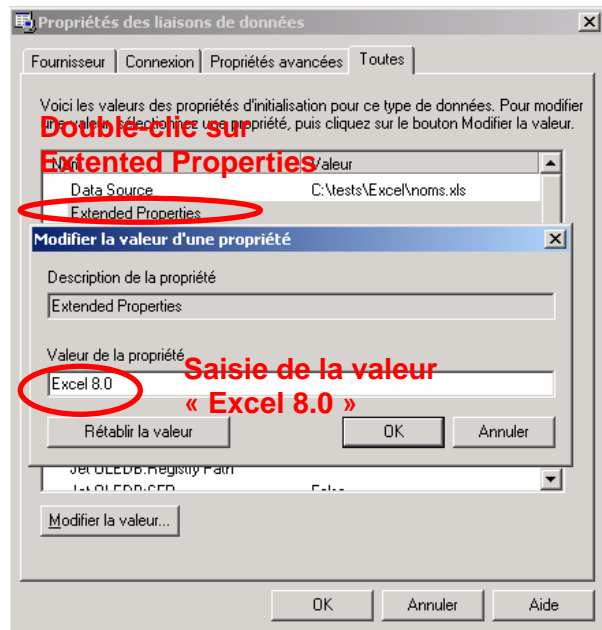 Propriétés des liaisons de données
Fournisseur Connexion Propriétés avancées Toutes
Voici les valeurs des propriétés d'initialisation pour ce type de données. Pour modifier
une valeur, sélectionnez une propriété, puis cliquez sur le bouton Modifier la valeur.
Double-clic sur
Extented Properties
Nom Valeur
Data Source C:\tests\Excel\noms.xls
Extended Properties
Modifier la valeur d'une propriété
Description de la propriété
Extended Properties
Valeur de la propriété
Excel 8.0
Saisie de la valeur
« Excel 8.0 »
Rétablir la valeur OK Annuler
Jet OLEDB:Registry Path
Jet OLEDB:SFP False
Modifier la valeur...
OK Annuler Aide